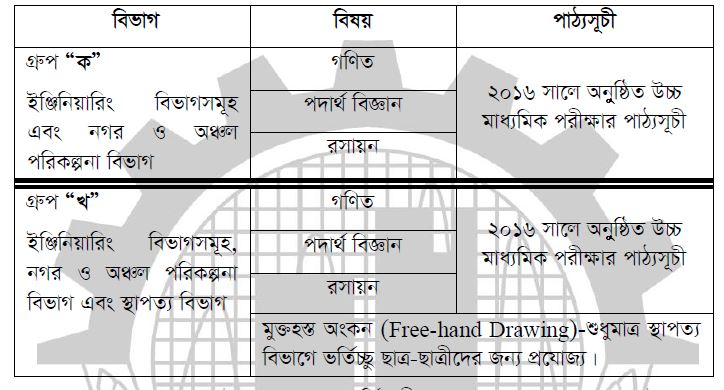 বিভাগ বিষয় পাঠ্যসূচী
গ্রুপ “ক”
ইঞ্জিনিয়ারিং বিভাগসমূহ
এবং নগর ও অঞ্চল
পরিকল্পনা বিভাগ
গণিত
পদার্থ বিজ্ঞান
রসায়ন
২০১৬ সালে অনুষ্ঠিত উচ্চ
মাধ্যমিক পরীক্ষার পাঠ্যসূচী
গ্রুপ “খ”
ইঞ্জিনিয়ারিং বিভাগসমূহ,
নগর ও অঞ্চল পরিকল্পনা
বিভাগ এবং স্থাপত্য বিভাগ
গণিত
পদার্থ বিজ্ঞান
রসায়ন
২০১৬ সালে অনুষ্ঠিত উচ্চ
মাধ্যমিক পরীক্ষার পাঠ্যসূচী
মুক্তহস্ত অংকন (Free-hand Drawing)-শুধুমাত্র স্থাপত্য
বিভাগে ভর্তিচ্ছু ছাত্র-ছাত্রীদের জন্য প্রযোজ্য।